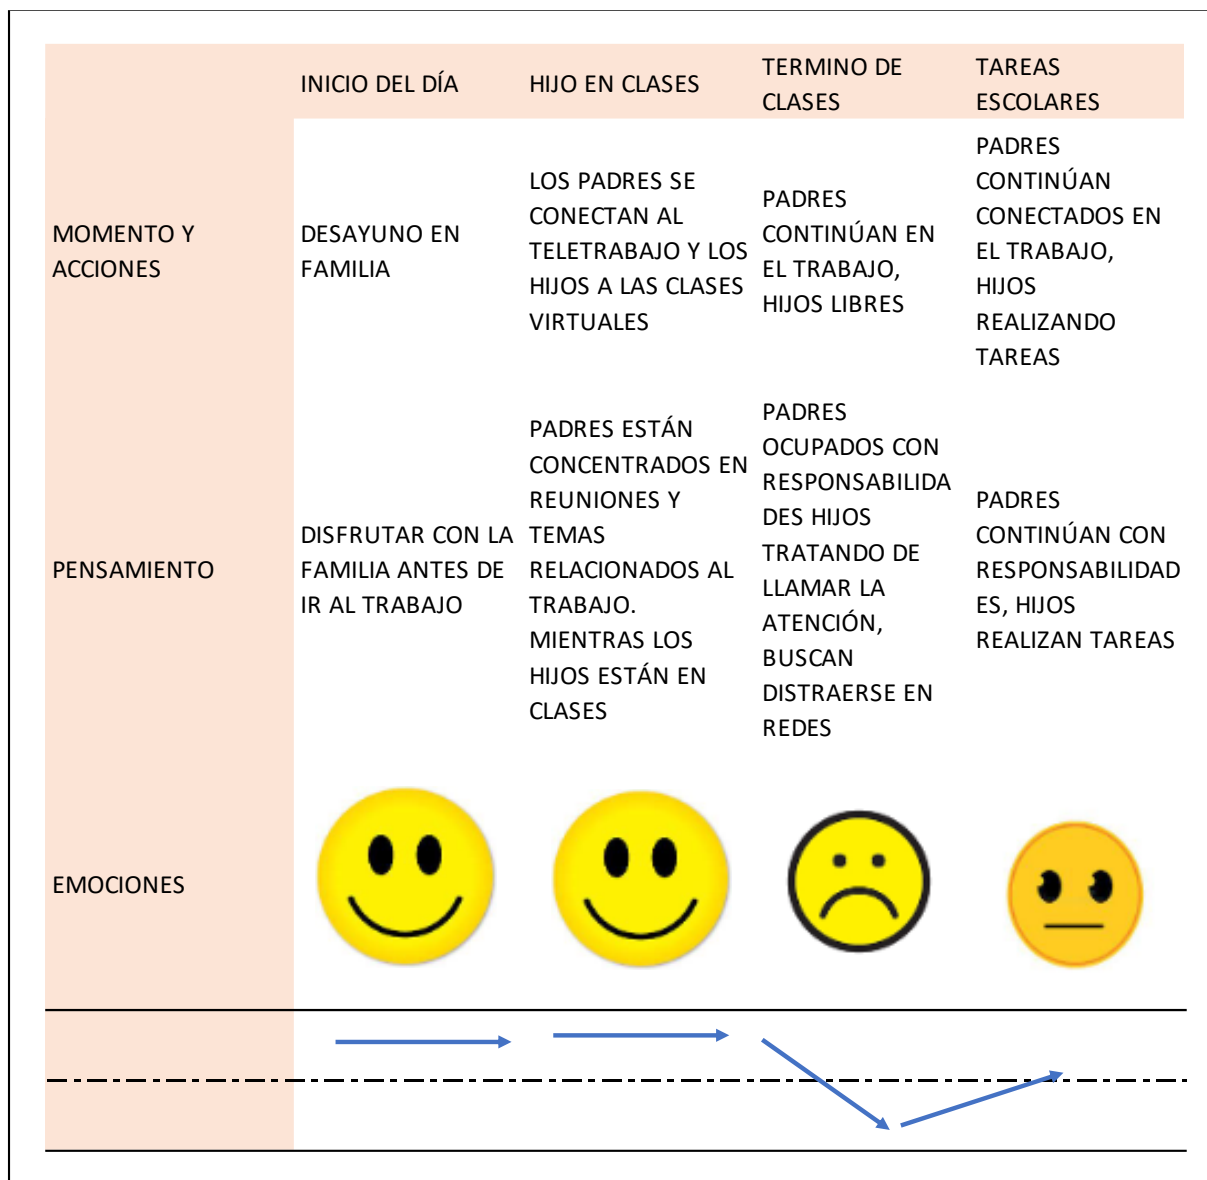 INICIO DEL DÍA
HIJO EN CLASES
TERMINO DE
CLASES
TAREAS
ESCOLARES
MOMENTO Y
ACCIONES
DESAYUNO EN
FAMILIA
LOS PADRES SE
CONECTAN AL
TELETRABAJO Y LOS
HIJOS A LAS CLASES
VIRTUALES
PADRES
CONTINÚAN EN
EL TRABAJO,
HIJOS LIBRES
PADRES
CONTINÚAN
CONECTADOS EN
EL TRABAJO,
HIJOS
REALIZANDO
TAREAS
PENSAMIENTO
DISFRUTAR CON LA
FAMILIA ANTES DE
IR AL TRABAJO
PADRES ESTÁN
CONCENTRADOS EN
REUNIONES Y
TEMAS
RELACIONADOS AL
TRABAJO.
MIENTRAS LOS
HIJOS ESTÁN EN
CLASES
PADRES
OCUPADOS CON
RESPONSABILIDA
DES HIJOS
TRATANDO DE
LLAMAR LA
ATENCIÓN,
BUSCAN
DISTRAERSE EN
REDES
PADRES
CONTINÚAN CON
RESPONSABILIDAD
ES, HIJOS
REALIZAN TAREAS
EMOCIONES